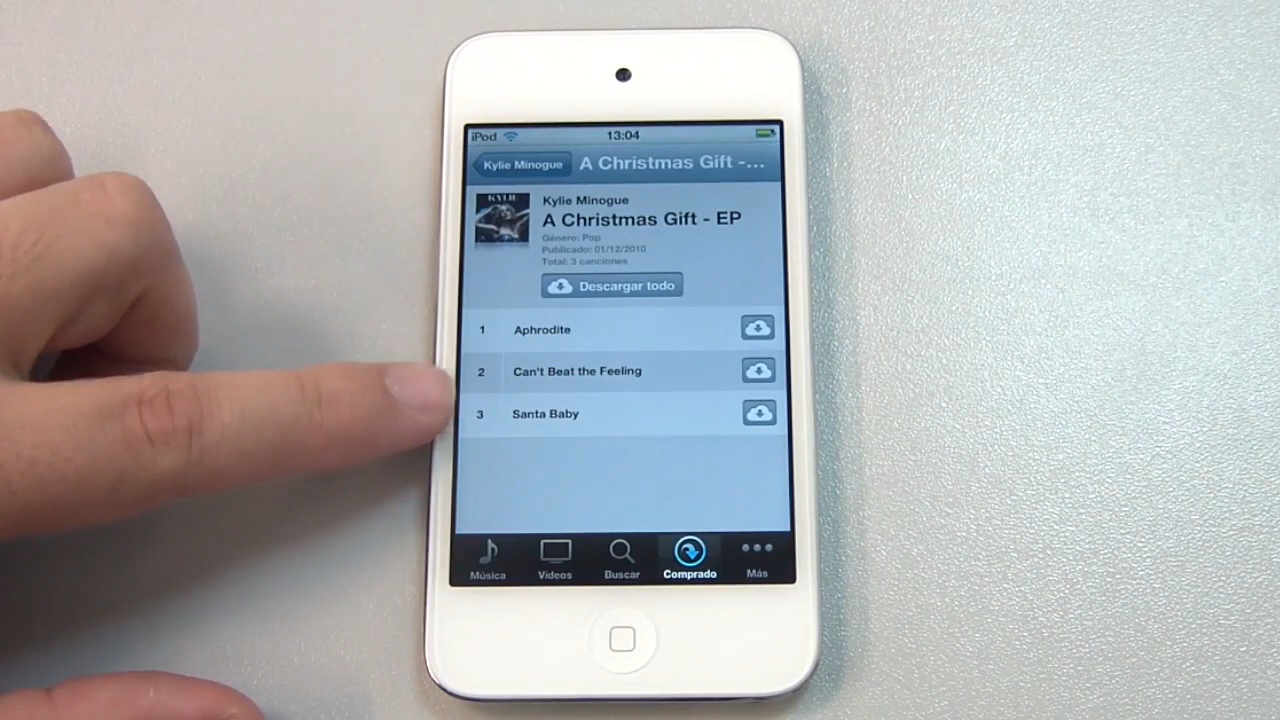 iPod 13:04
Kylie Minogue A Christmas Gift -...
KYLIE
Kylie Minogue
A Christmas Gift - EP
Género: Pop
Publicado: 01/12/2010
Total: 3 canciones
Descargar todo
1 Aphrodite
2 Can't Beat the Feeling
3 Santa Baby
Música Vídeos Buscar Comprado Más